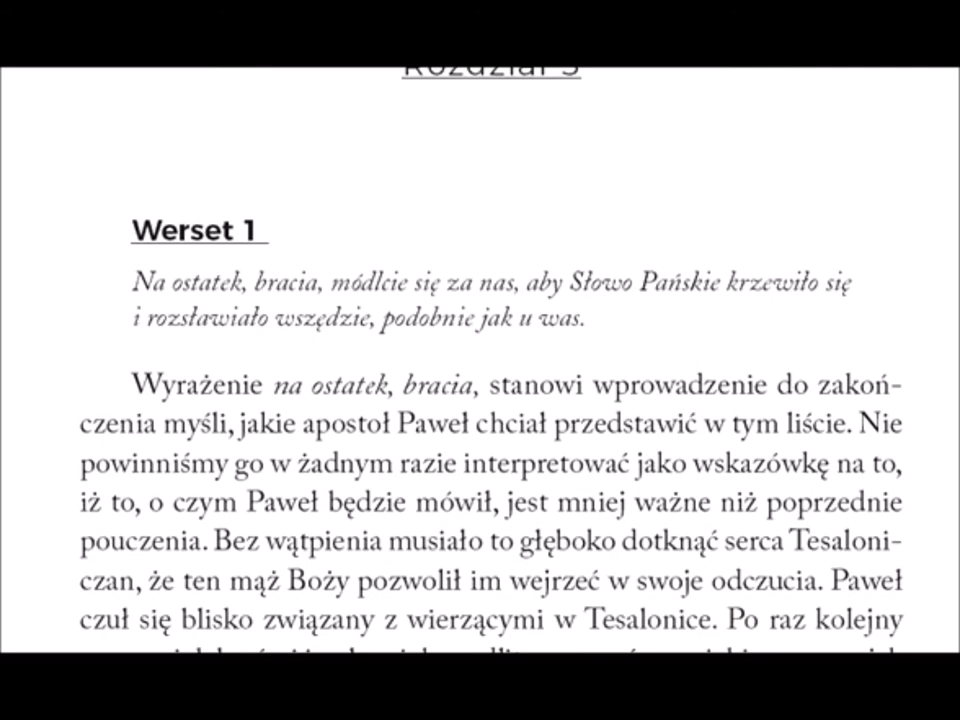 Rozdział 3
Werset 1
Na ostatek, bracia, módlcie się za nas, aby Słowo Pańskie krzewiło się
i rozsławiało wszędzie, podobnie jak u was.
Wyrażenie na ostatek, bracia, stanowi wprowadzenie do zakoń-
czenia myśli, jakie apostoł Paweł chciał przedstawić w tym liście. Nie
powinniśmy go w żadnym razie interpretować jako wskazówkę na to,
iż to, o czym Paweł będzie mówił, jest mniej ważne niż poprzednie
pouczenia. Bez wątpienia musiało to głęboko dotknąć serca Tesaloni-
czan, że ten mąż Boży pozwolił im wejrzeć w swoje odczucia. Paweł
czuł się blisko związany z wierzącymi w Tesalonice. Po raz kolejny